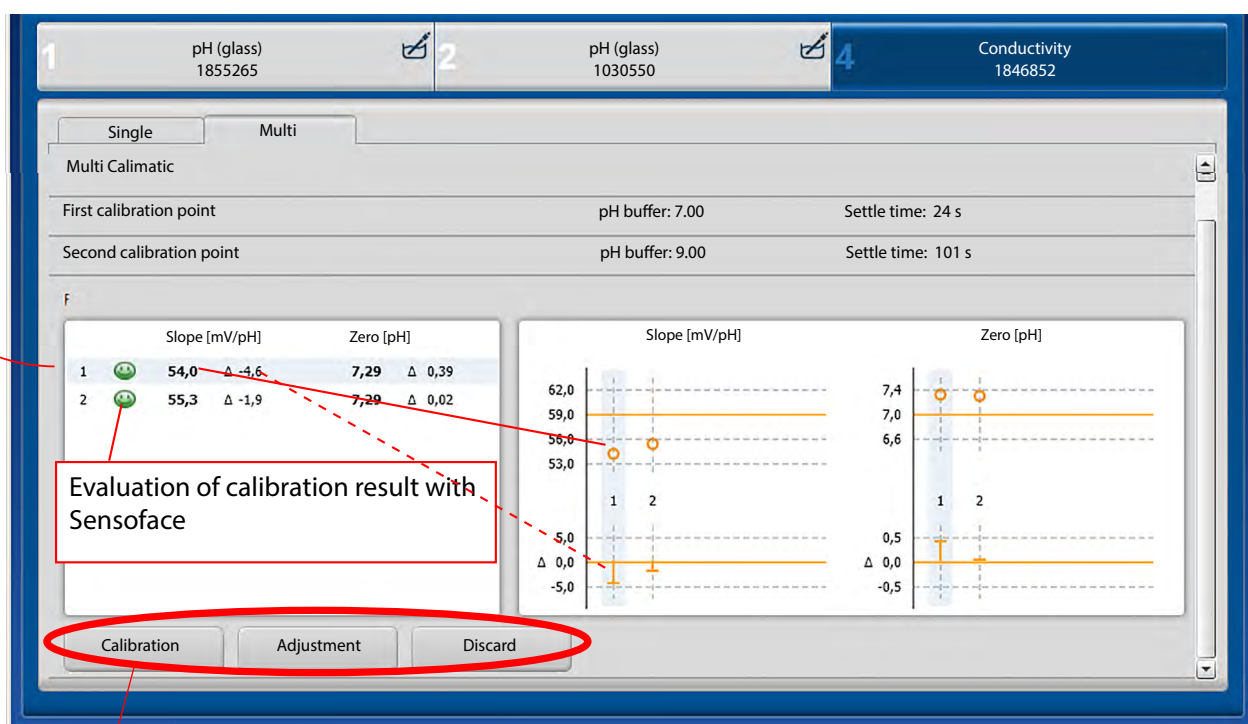 1 pH (glass) 2 pH (glass) 4 Conductivity
1855265 1030550 1846852
Single Multi
Multi Calimatic
First calibration point pH buffer: 7.00 Settle time: 24 s
Second calibration point pH buffer: 9.00 Settle time: 101 s
F
Slope [mV/pH] Zero [pH]
1 54,0 Δ -4,6 7,29 Δ 0,39
2 55,3 Δ -1,9 7,29 Δ 0,02
Evaluation of calibration result with
Sensoface
Slope [mV/pH]
62,0
59,0
56,0
53,0
1 2
5,0
Δ 0,0
-5,0
Zero [pH]
7,4
7,0
6,6
1 2
0,5
Δ 0,0
-0,5
Calibration Adjustment Discard